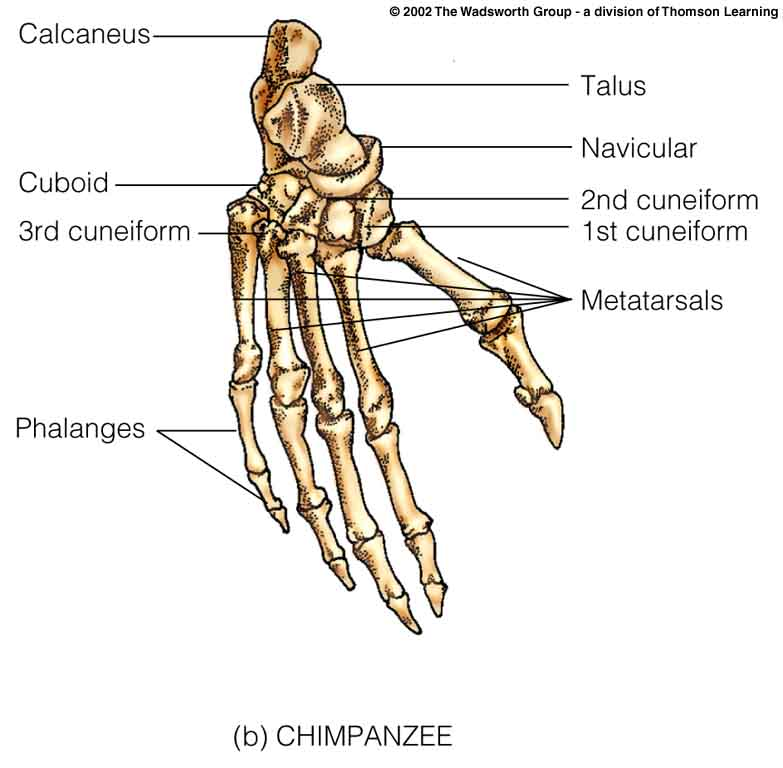 © 2002 The Wadsworth Group - a division of Thomson Learning
Calcaneus
Talus
Navicular
Cuboid
2nd cuneiform
3rd cuneiform
1st cuneiform
Metatarsals
Phalanges
(b) CHIMPANZEE